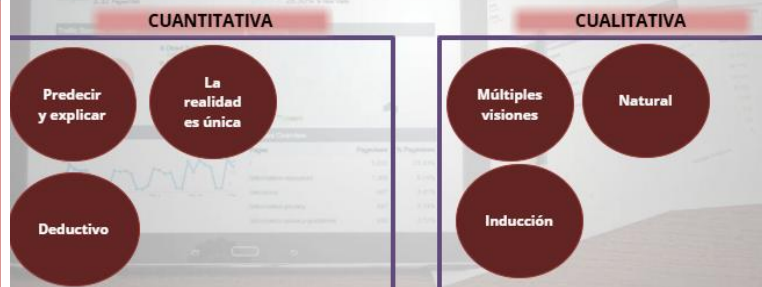 CUANTITATIVA
CUALITATIVA
Predecir
y explicar
La
realidad
es única
Deductivo
Múltiples
visiones
Natural
Inducción